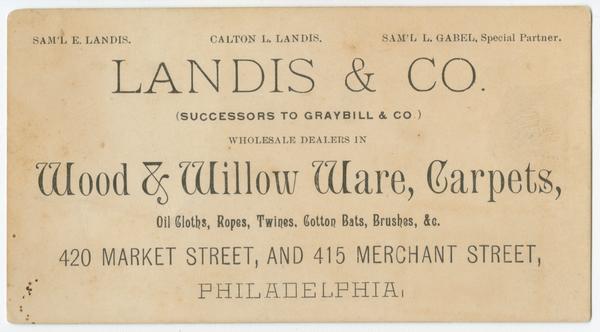 SAM'L E. LANDIS. CALTON L. LANDIS. SAM'L L. GABEL, Special Partner.
LANDIS & CO.
(SUCCESSORS TO GRAYBILL & CO.)
WHOLESALE DEALERS IN
Wood & Willow Ware, Carpets,
Oil Cloths, Ropes, Twines, Cotton Bats, Brushes, &c.
420 MARKET STREET, AND 415 MERCHANT STREET,
PHILADELPHIA.